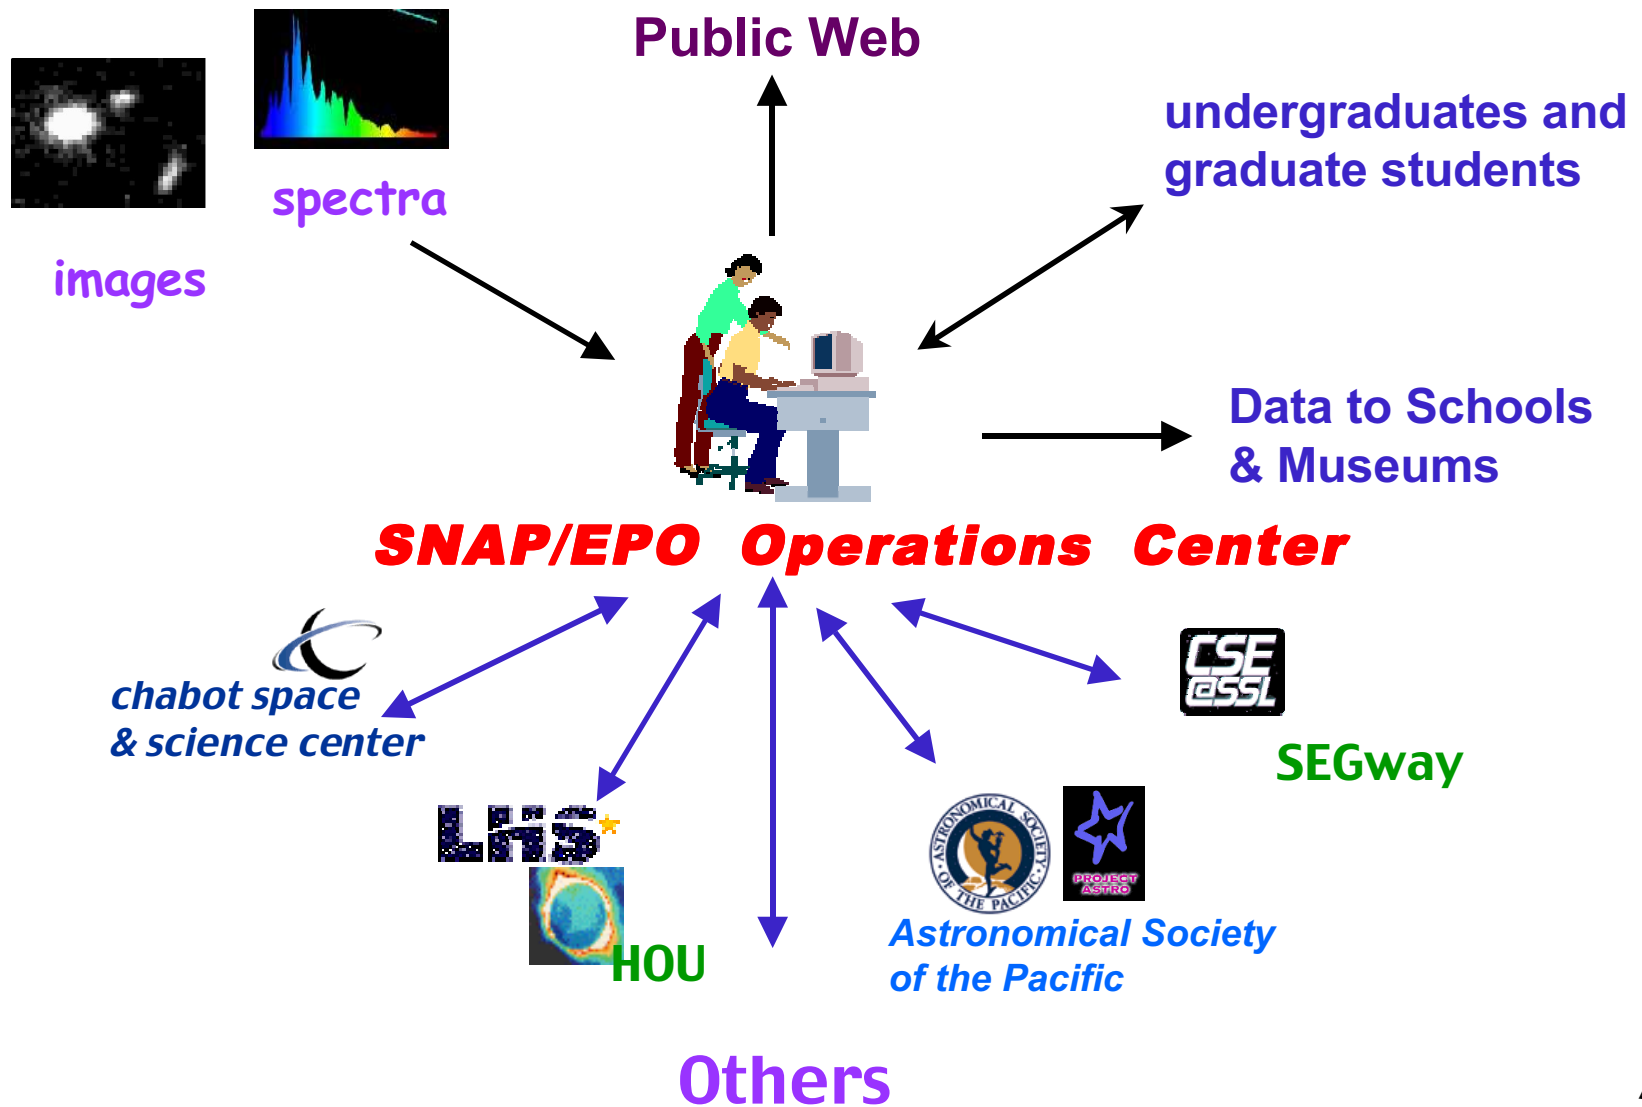 Public Web
undergraduates and
graduate students
spectra
images
Data to Schools
& Museums
SNAP/EPO Operations Center
chabot space
& science center
CSE
@SSL
SEGway
LHS
HOU
ASTRONOMICAL SOCIETY
OF THE PACIFIC
PROJECT
ASTRO
Astronomical Society
of the Pacific
Others